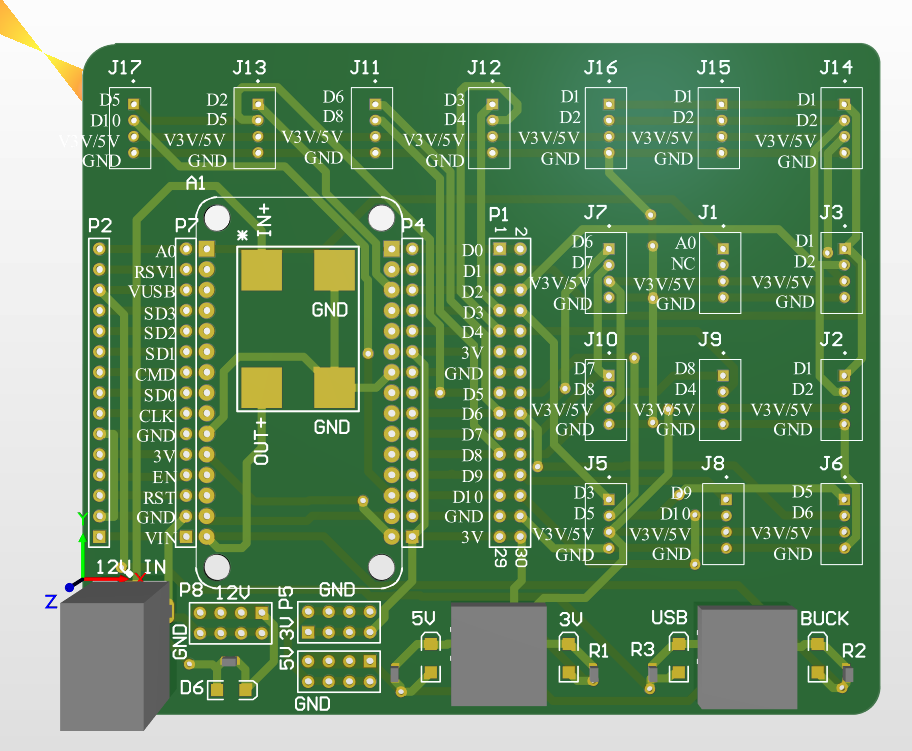 J17 J13 J11 J12 J16 J15 J14
D5 D2 D6 D3 D1 D1 D1
D10 D5 D8 D4 D2 D2 D2
V3V/5V V3V/5V V3V/5V V3V/5V V3V/5V V3V/5V V3V/5V
GND GND GND GND GND GND GND
A1
P2 P7 * IN+ P4 P1 1 2 J7 J1 J3
A0 D0 D6 A0 D1
RSV1 D1 D7 NC D2
VUSB D2 V3V/5V V3V/5V V3V/5V
SD3 GND D3 GND GND GND
SD2 D4 J10 J9 J2
SD1 3V D7 D8 D1
CMD GND D8 D4 D2
SD0 D5 V3V/5V V3V/5V V3V/5V
CLK D6 GND GND GND
GND OUT+ GND D7
3V D8 J5 J8 J6
EN D9 D3 D9 D5
RST D10 D5 D10 D6
GND GND V3V/5V V3V/5V V3V/5V
VIN 3V GND GND GND
29 30
Y
12V IN
X
Z
P8 12V P5 GND
GND 5V 3V 5V 3V USB BUCK
R1 R3 R2
D6
GND